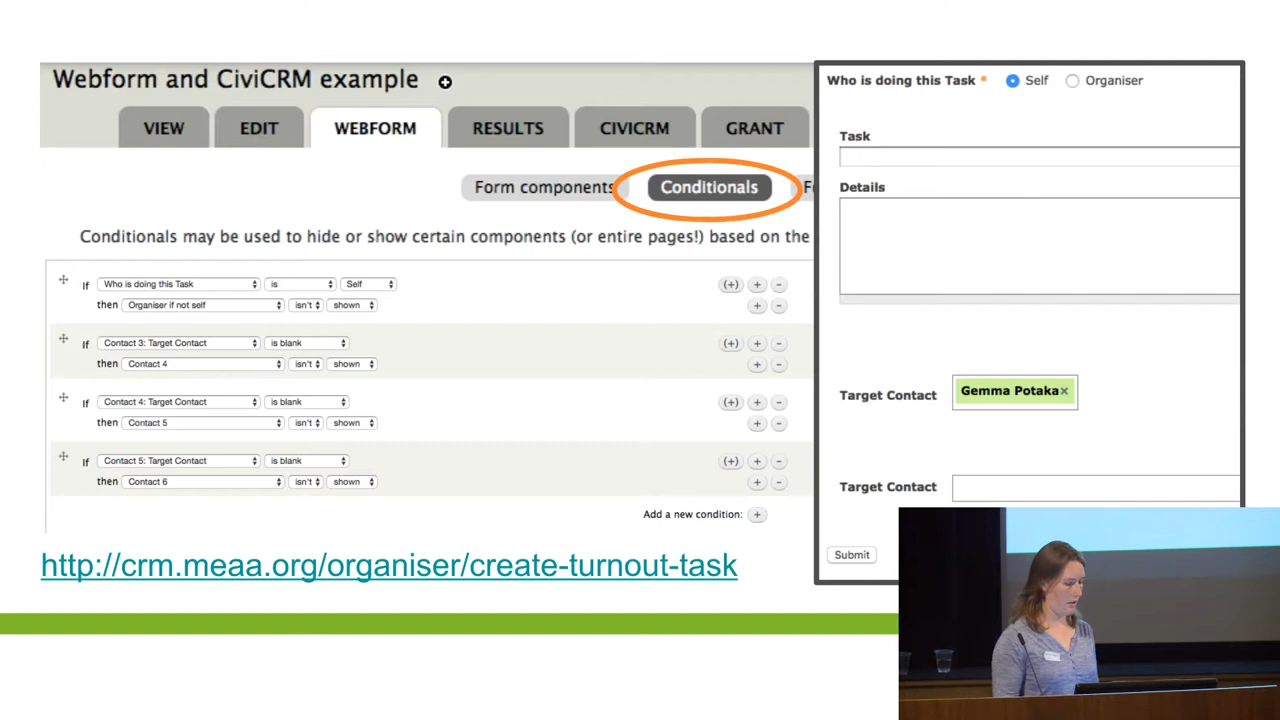 Webform and CiviCRM example
VIEW EDIT WEBFORM RESULTS CIVICRM GRANT
Form components Conditionals F
Conditionals may be used to hide or show certain components (or entire pages!) based on the
If Who is doing this Task is Self (+) + -
then Organiser if not self isn't shown + -
If Contact 3: Target Contact is blank (+) + -
then Contact 4 isn't shown + -
If Contact 4: Target Contact is blank (+) + -
then Contact 5 isn't shown + -
If Contact 5: Target Contact is blank (+) + -
then Contact 6 isn't shown + -
Add a new condition: +
http://crm.meaa.org/organiser/create-turnout-task
Who is doing this Task * Self Organiser
Task
Details
Target Contact Gemma Potaka×
Target Contact
Submit